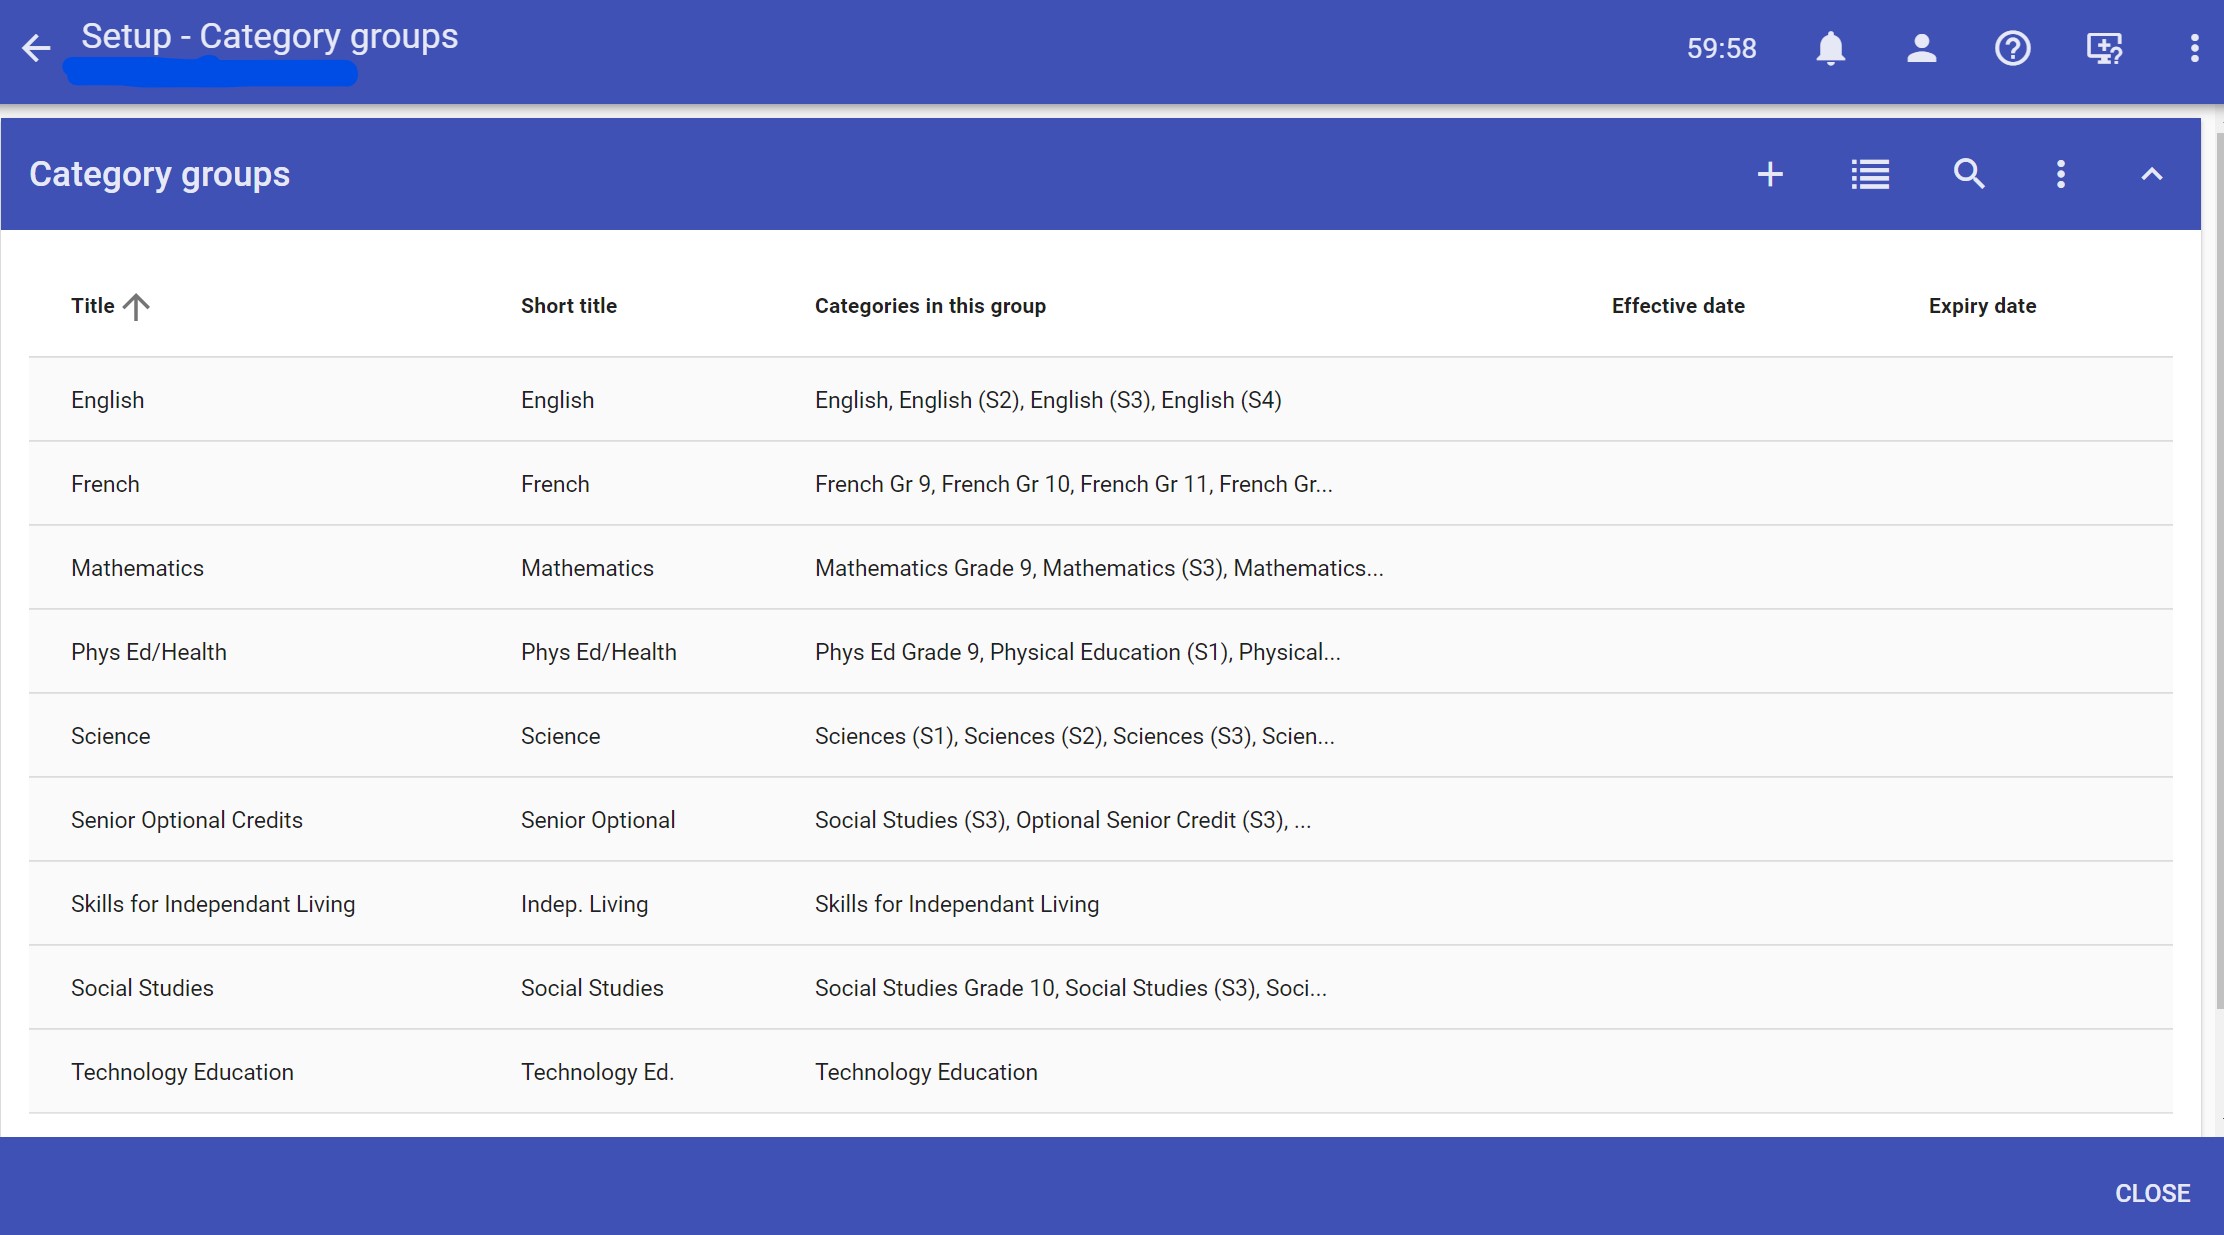 Setup - Category groups
59:58
Category groups
Title Short title Categories in this group Effective date Expiry date
English English English, English (S2), English (S3), English (S4)
French French French Gr 9, French Gr 10, French Gr 11, French Gr...
Mathematics Mathematics Mathematics Grade 9, Mathematics (S3), Mathematics...
Phys Ed/Health Phys Ed/Health Phys Ed Grade 9, Physical Education (S1), Physical...
Science Science Sciences (S1), Sciences (S2), Sciences (S3), Scien...
Senior Optional Credits Senior Optional Social Studies (S3), Optional Senior Credit (S3), ...
Skills for Independant Living Indep. Living Skills for Independant Living
Social Studies Social Studies Social Studies Grade 10, Social Studies (S3), Soci...
Technology Education Technology Ed. Technology Education
CLOSE